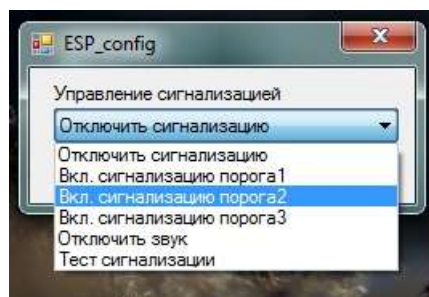 ESP_config
Управление сигнализацией
Отключить сигнализацию
Отключить сигнализацию
Вкл. сигнализацию порога1
Вкл. сигнализацию порога2
Вкл. сигнализацию порога3
Отключить звук
Тест сигнализации